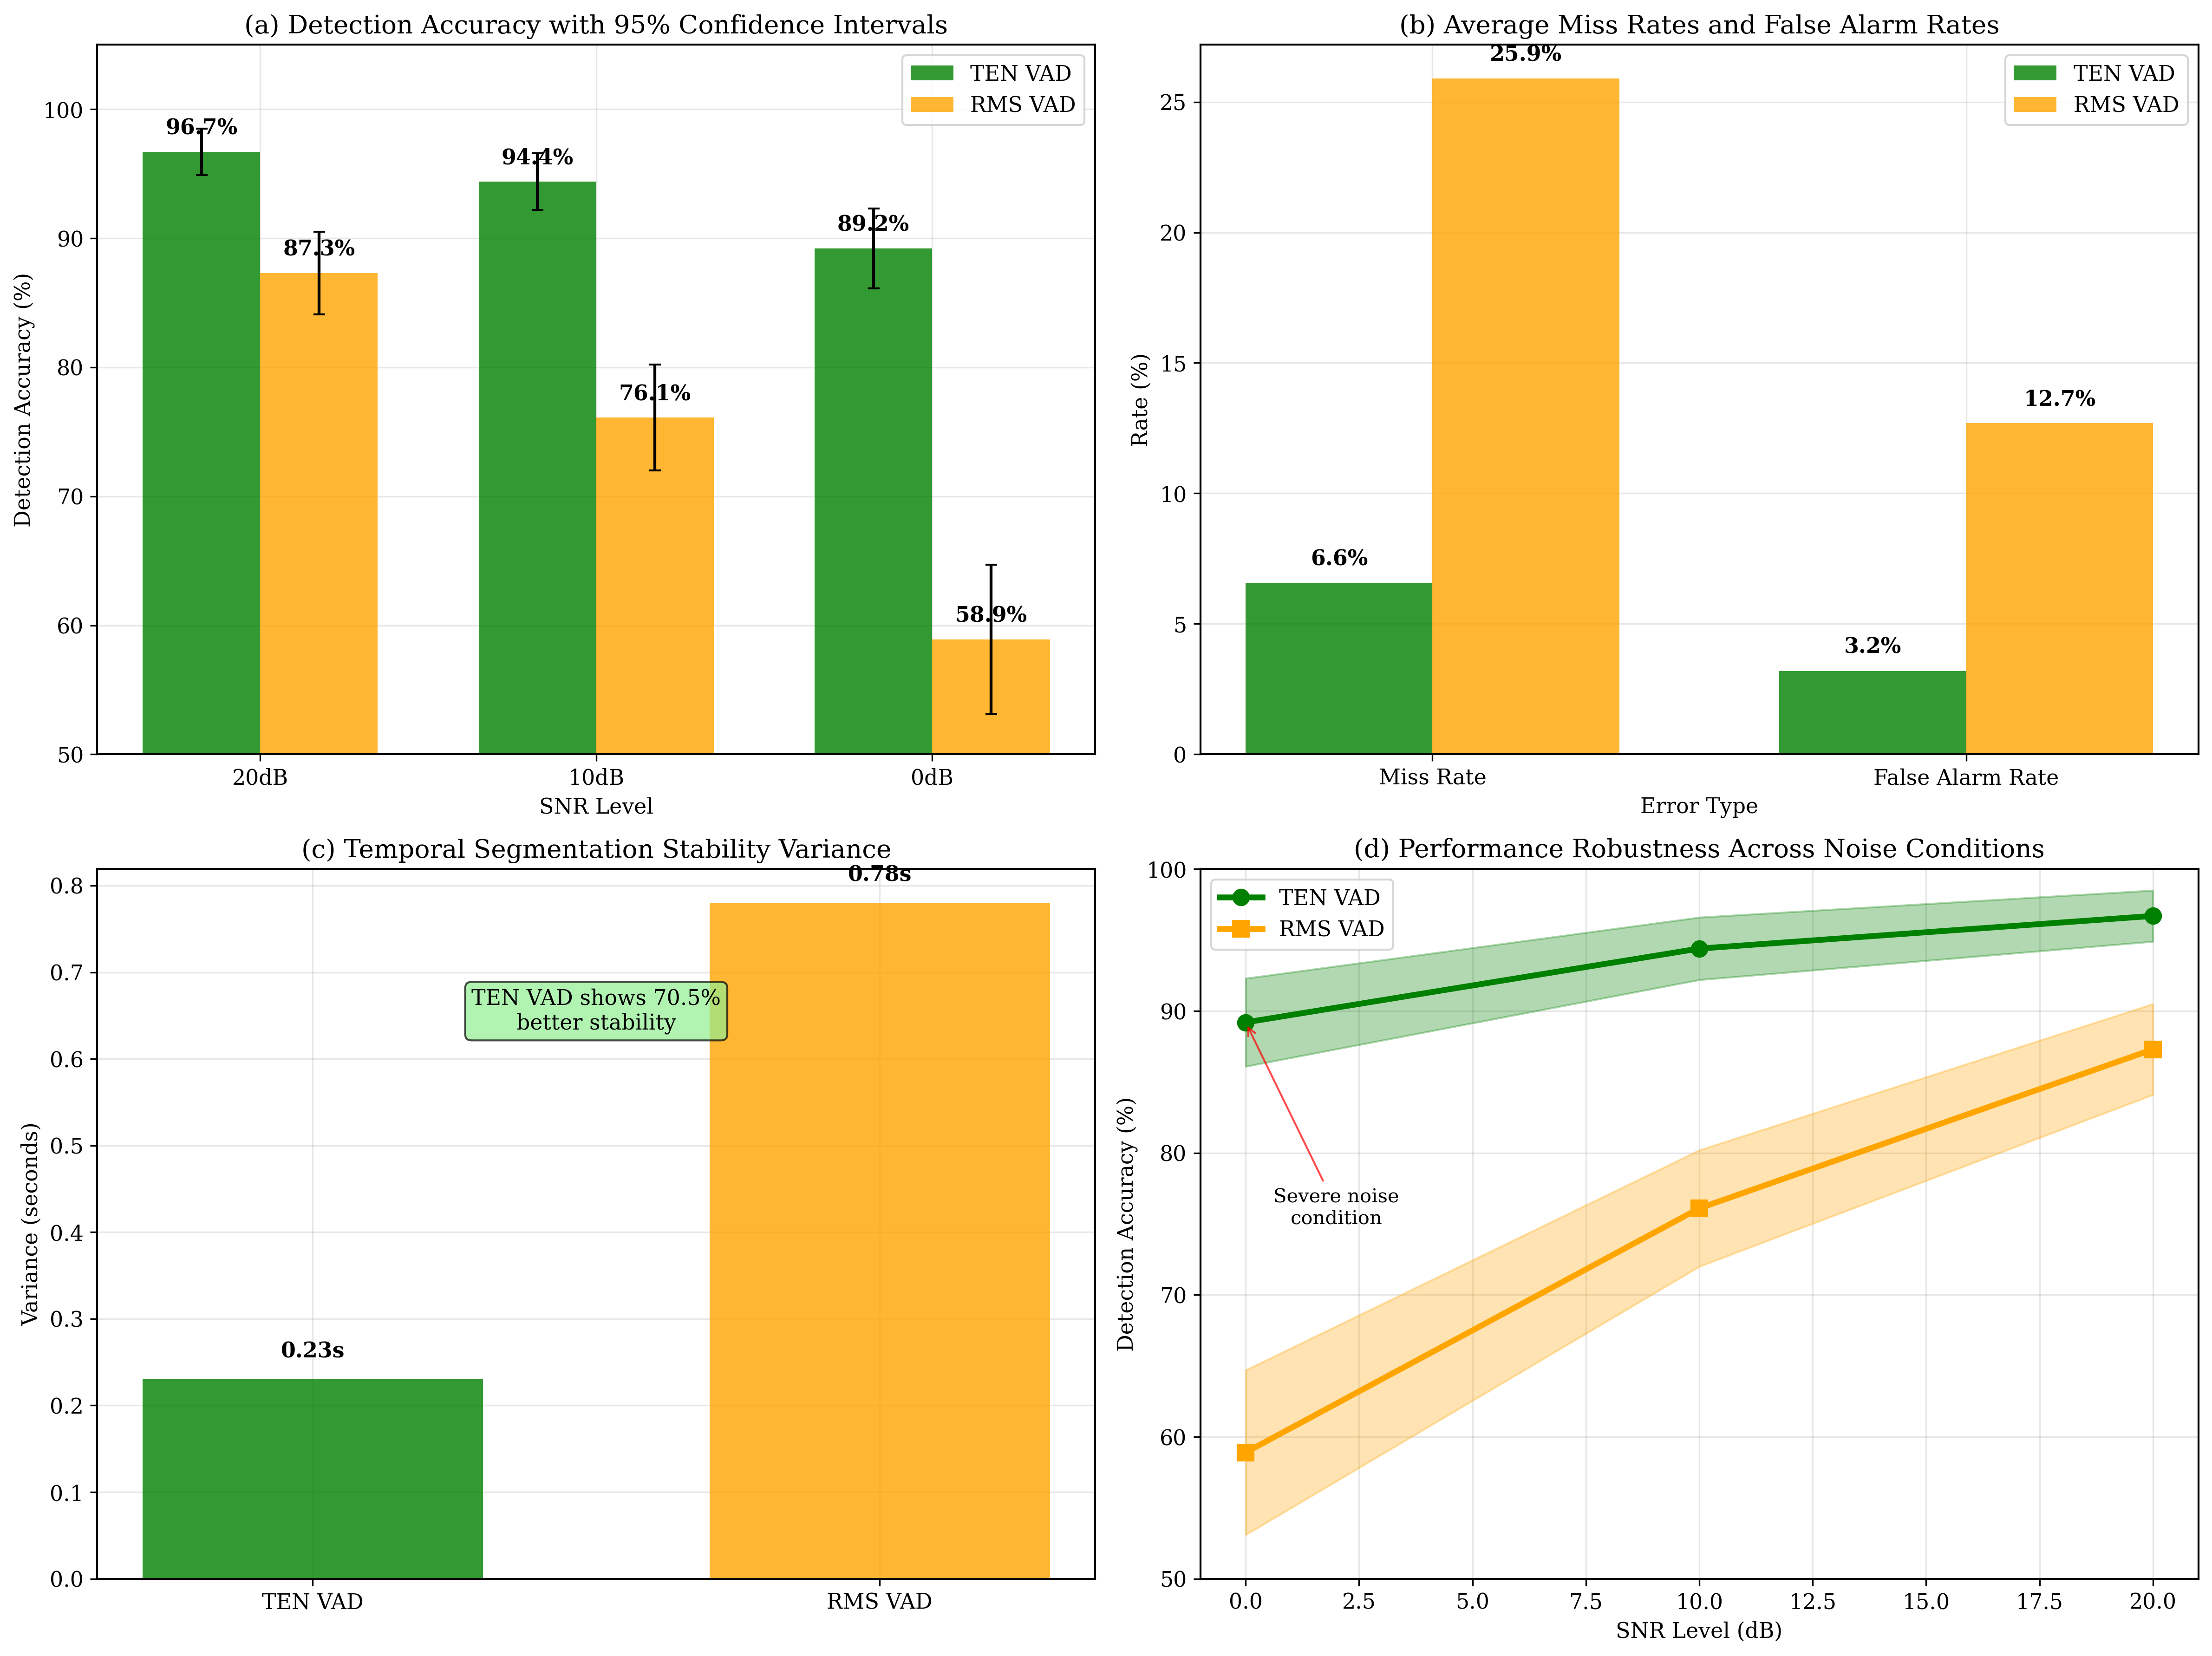 (a) Detection Accuracy with 95% Confidence Intervals
TEN VAD
RMS VAD
96.7%
87.3%
94.4%
76.1%
89.2%
58.9%
100
90
80
70
60
50
Detection Accuracy (%)
20dB
10dB
0dB
SNR Level
(b) Average Miss Rates and False Alarm Rates
TEN VAD
RMS VAD
6.6%
25.9%
3.2%
12.7%
25
20
15
10
5
0
Rate (%)
Miss Rate
False Alarm Rate
Error Type
(c) Temporal Segmentation Stability Variance
0.78s
TEN VAD shows 70.5%
better stability
0.23s
0.8
0.7
0.6
0.5
0.4
0.3
0.2
0.1
0.0
Variance (seconds)
TEN VAD
RMS VAD
(d) Performance Robustness Across Noise Conditions
TEN VAD
RMS VAD
Severe noise
condition
100
90
80
70
60
50
Detection Accuracy (%)
0.0
2.5
5.0
7.5
10.0
12.5
15.0
17.5
20.0
SNR Level (dB)